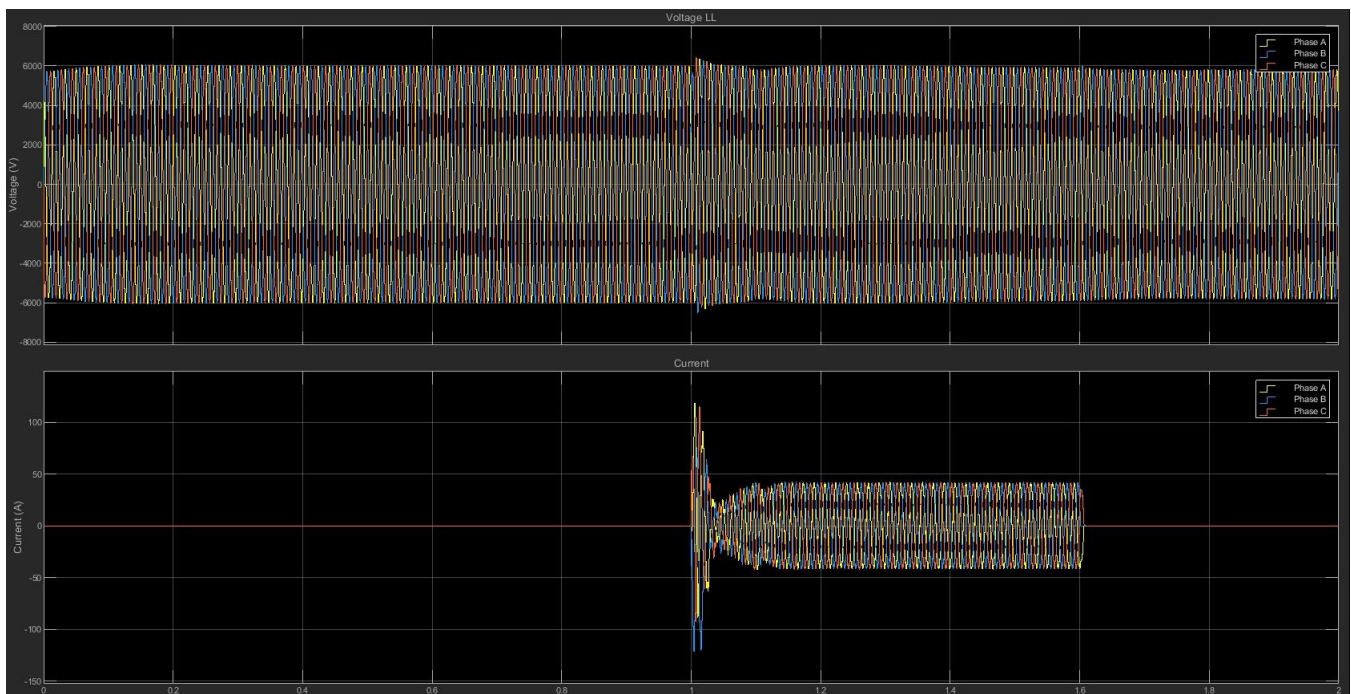 Voltage LL
8000
6000
4000
2000
0
-2000
-4000
-6000
-8000
Voltage (V)
Phase A
Phase B
Phase C
Current
100
50
0
-50
-100
-150
Current (A)
Phase A
Phase B
Phase C
0 0.2 0.4 0.6 0.8 1 1.2 1.4 1.6 1.8 2